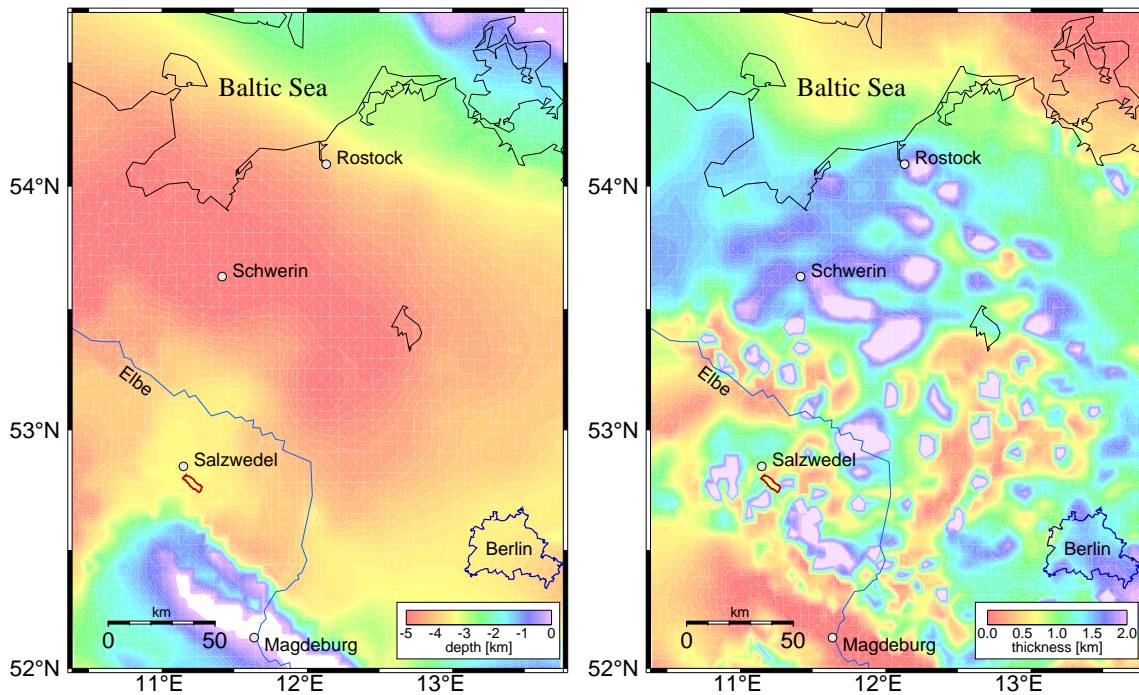 Baltic Sea
Rostock
54°N
Schwerin
Elbe
53°N
Salzwedel
Berlin
km
0 50
Magdeburg
-5 -4 -3 -2 -1 0
depth [km]
52°N
11°E 12°E 13°E
Baltic Sea
Rostock
54°N
Schwerin
Elbe
53°N
Salzwedel
Berlin
km
0 50
Magdeburg
0.0 0.5 1.0 1.5 2.0
thickness [km]
52°N
11°E 12°E 13°E